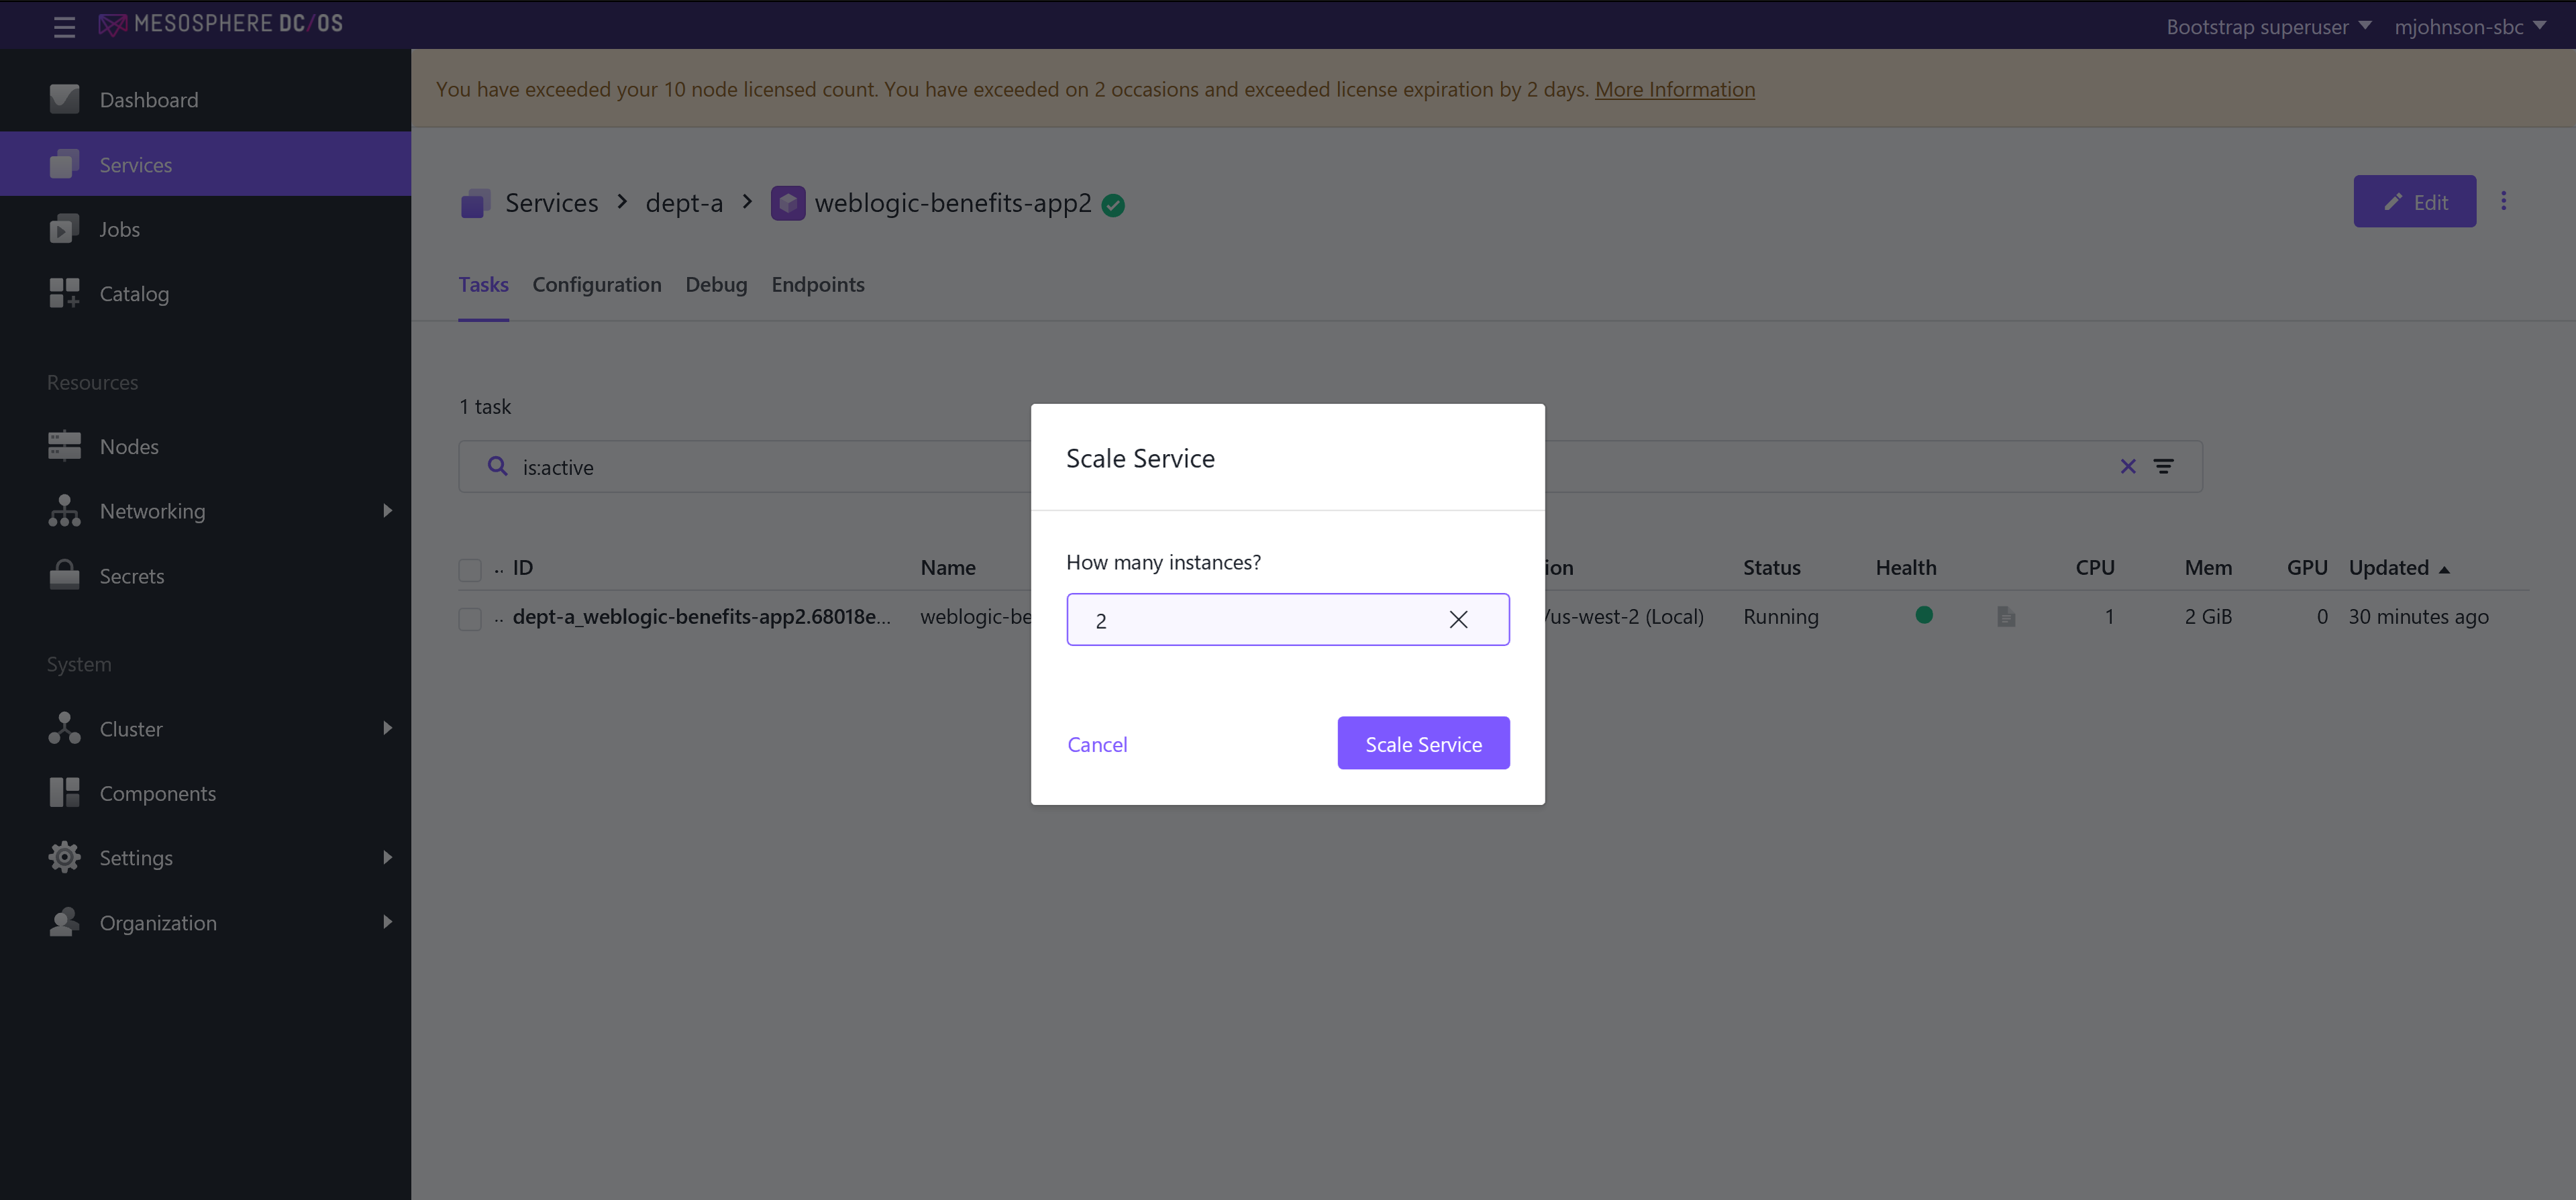 MESOSPHERE DC/OS
Bootstrap superuser
mjohnson-sbc
Dashboard
Services
Jobs
Catalog
Resources
Nodes
Networking
Secrets
System
Cluster
Components
Settings
Organization
You have exceeded your 10 node licensed count. You have exceeded on 2 occasions and exceeded license expiration by 2 days. More Information
Services > dept-a > weblogic-benefits-app2
Edit
Tasks Configuration Debug Endpoints
1 task
is:active
.. ID Name ion Status Health CPU Mem GPU Updated
.. dept-a_weblogic-benefits-app2.68018e... weblogic-be /us-west-2 (Local) Running 1 2 GiB 0 30 minutes ago
Scale Service
How many instances?
2
Cancel
Scale Service